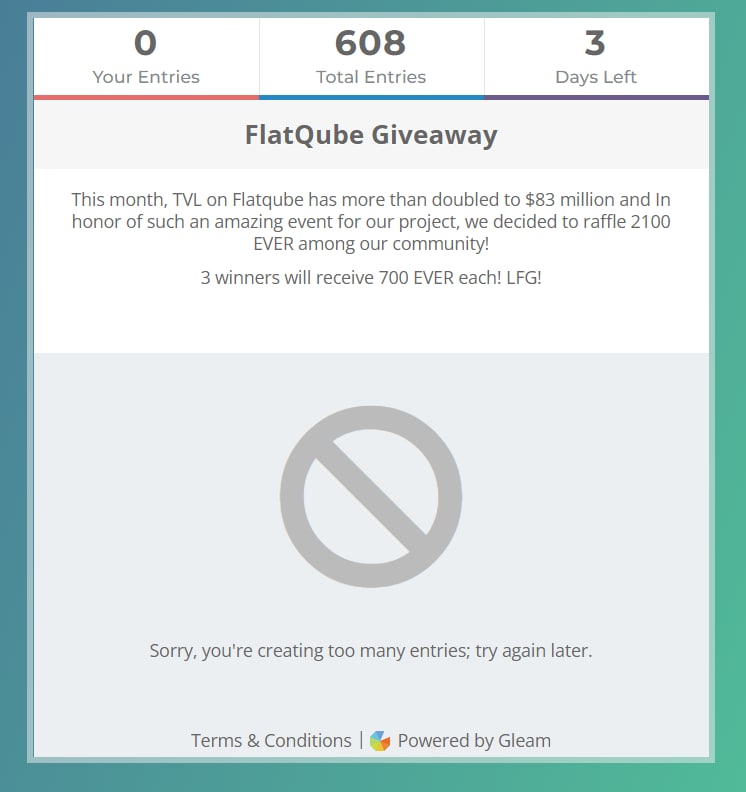 0
Your Entries
608
Total Entries
3
Days Left
FlatQube Giveaway
This month, TVL on Flatqube has more than doubled to $83 million and In
honor of such an amazing event for our project, we decided to raffle 2100
EVER among our community!
3 winners will receive 700 EVER each! LFG!
Sorry, you're creating too many entries; try again later.
Terms & Conditions | Powered by Gleam